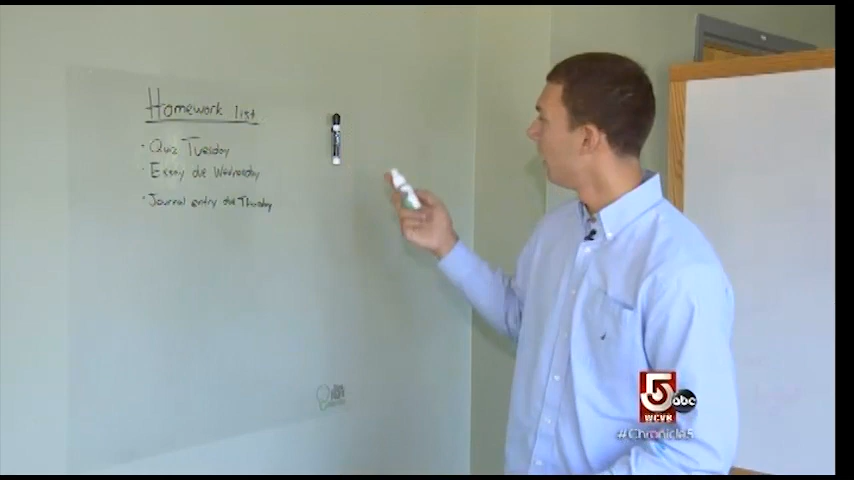 Homework list
· Quiz Tuesday
· Essay due Wednesday
· Journal entry due Thursday
5 abc
WCVB
#Chronicle5